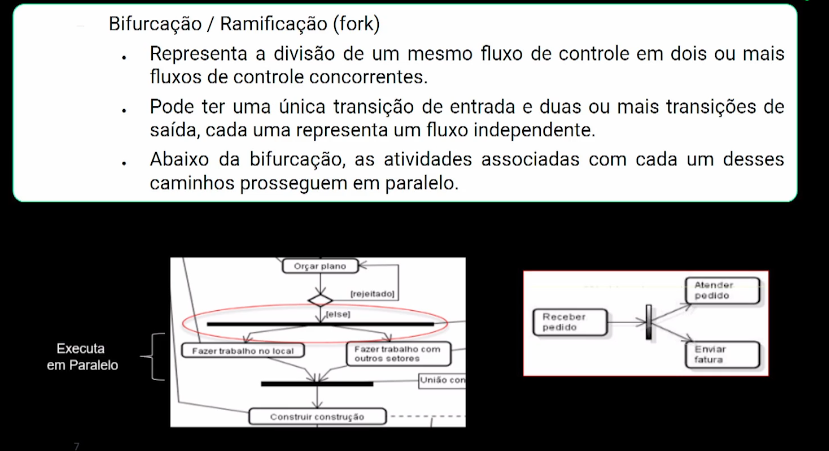 Bifurcação / Ramificação (fork)
Representa a divisão de um mesmo fluxo de controle em dois ou mais
fluxos de controle concorrentes.
Pode ter uma única transição de entrada e duas ou mais transições de
saída, cada uma representa um fluxo independente.
Abaixo da bifurcação, as atividades associadas com cada um desses
caminhos prosseguem em paralelo.
Executa
em Paralelo
Orçar plano
[rejeitado]
[else]
Fazer trabalho no local
Fazer trabalho com
outros setores
União con
Construir construção
Receber
pedido
Atender
pedido
Enviar
fatura
7